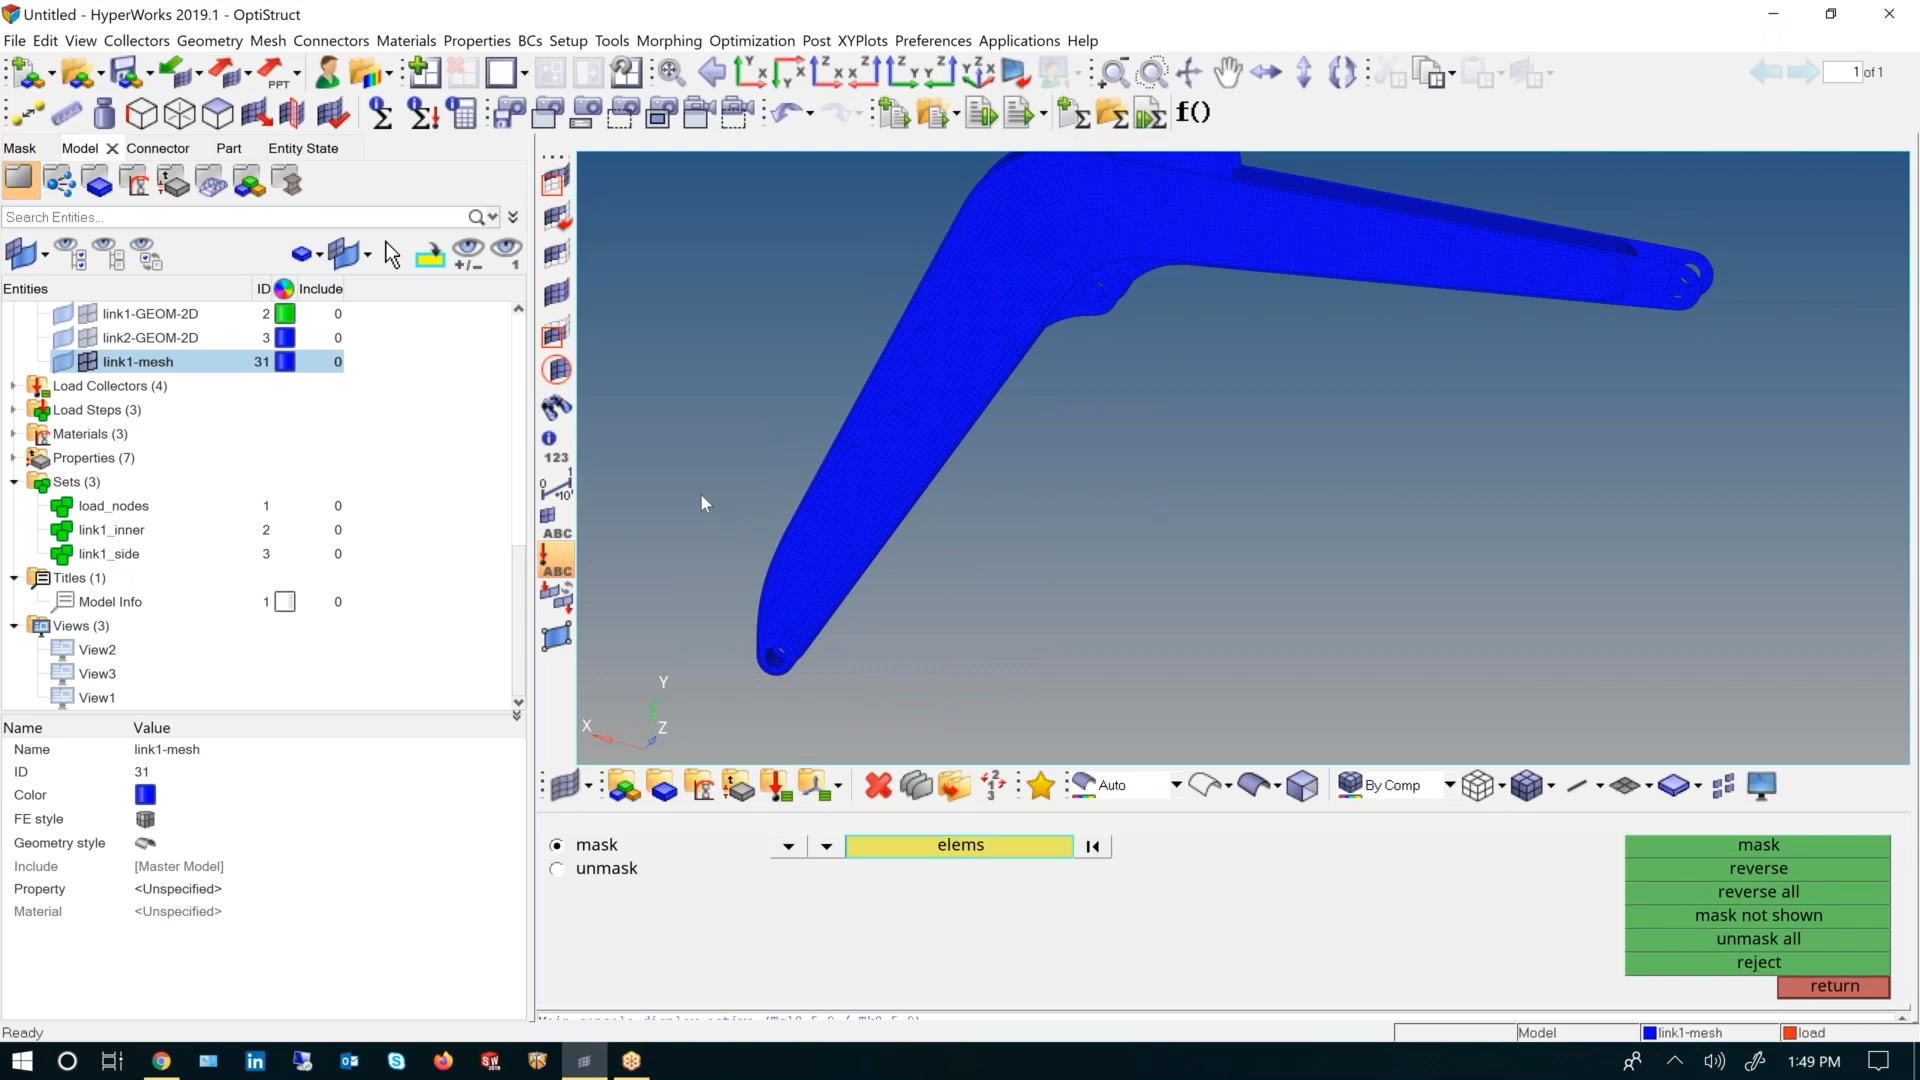 Untitled - HyperWorks 2019.1 - OptiStruct
File Edit View Collectors Geometry Mesh Connectors Materials Properties BCs Setup Tools Morphing Optimization Post XYPlots Preferences Applications Help
PPT
1 of 1
f()
Mask Model Connector Part Entity State
Search Entities...
Entities ID Include
link1-GEOM-2D 2 0
link2-GEOM-2D 3 0
link1-mesh 31 0
Load Collectors (4)
Load Steps (3)
Materials (3)
Properties (7)
Sets (3)
load_nodes 1 0
link1_inner 2 0
link1_side 3 0
Titles (1)
Model Info 1 0
Views (3)
View2
View3
View1
Name Value
Name link1-mesh
ID 31
Color
FE style
Geometry style
Include [Master Model]
Property <Unspecified>
Material <Unspecified>
123
ABC
ABC
Y
X
Z
Auto
By Comp
mask
unmask
elems
mask
reverse
reverse all
mask not shown
unmask all
reject
return
Ready
Model
link1-mesh
load
1:49 PM